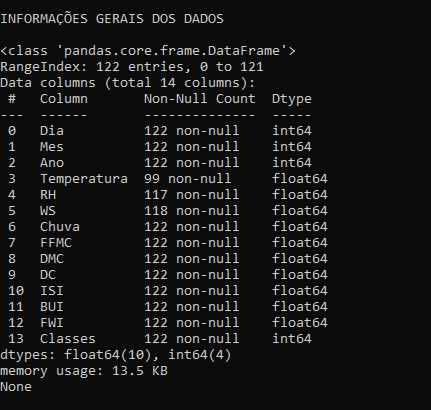 INFORMAÇÕES GERAIS DOS DADOS
<class 'pandas.core.frame.DataFrame'>
RangeIndex: 122 entries, 0 to 121
Data columns (total 14 columns):
 #   Column       Non-Null Count  Dtype
---  ------       --------------  -----
 0   Dia          122 non-null    int64
 1   Mes          122 non-null    int64
 2   Ano          122 non-null    int64
 3   Temperatura  99 non-null     float64
 4   RH           117 non-null    float64
 5   WS           118 non-null    float64
 6   Chuva        122 non-null    float64
 7   FFMC         122 non-null    float64
 8   DMC          122 non-null    float64
 9   DC           122 non-null    float64
 10  ISI          122 non-null    float64
 11  BUI          122 non-null    float64
 12  FWI          122 non-null    float64
 13  Classes      122 non-null    int64
dtypes: float64(10), int64(4)
memory usage: 13.5 KB
None